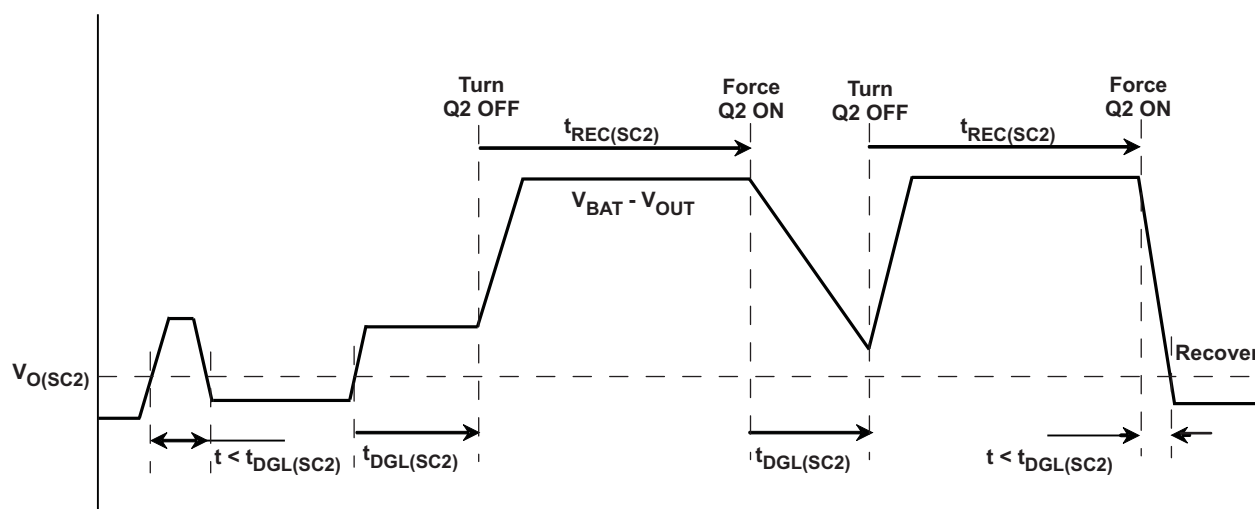 Turn
Q2 OFF
Force
Q2 ON
Turn
Q2 OFF
Force
Q2 ON
tREC(SC2)
tREC(SC2)
VBAT - VOUT
VO(SC2)
Recover
t < tDGL(SC2)
tDGL(SC2)
tDGL(SC2)
t < tDGL(SC2)